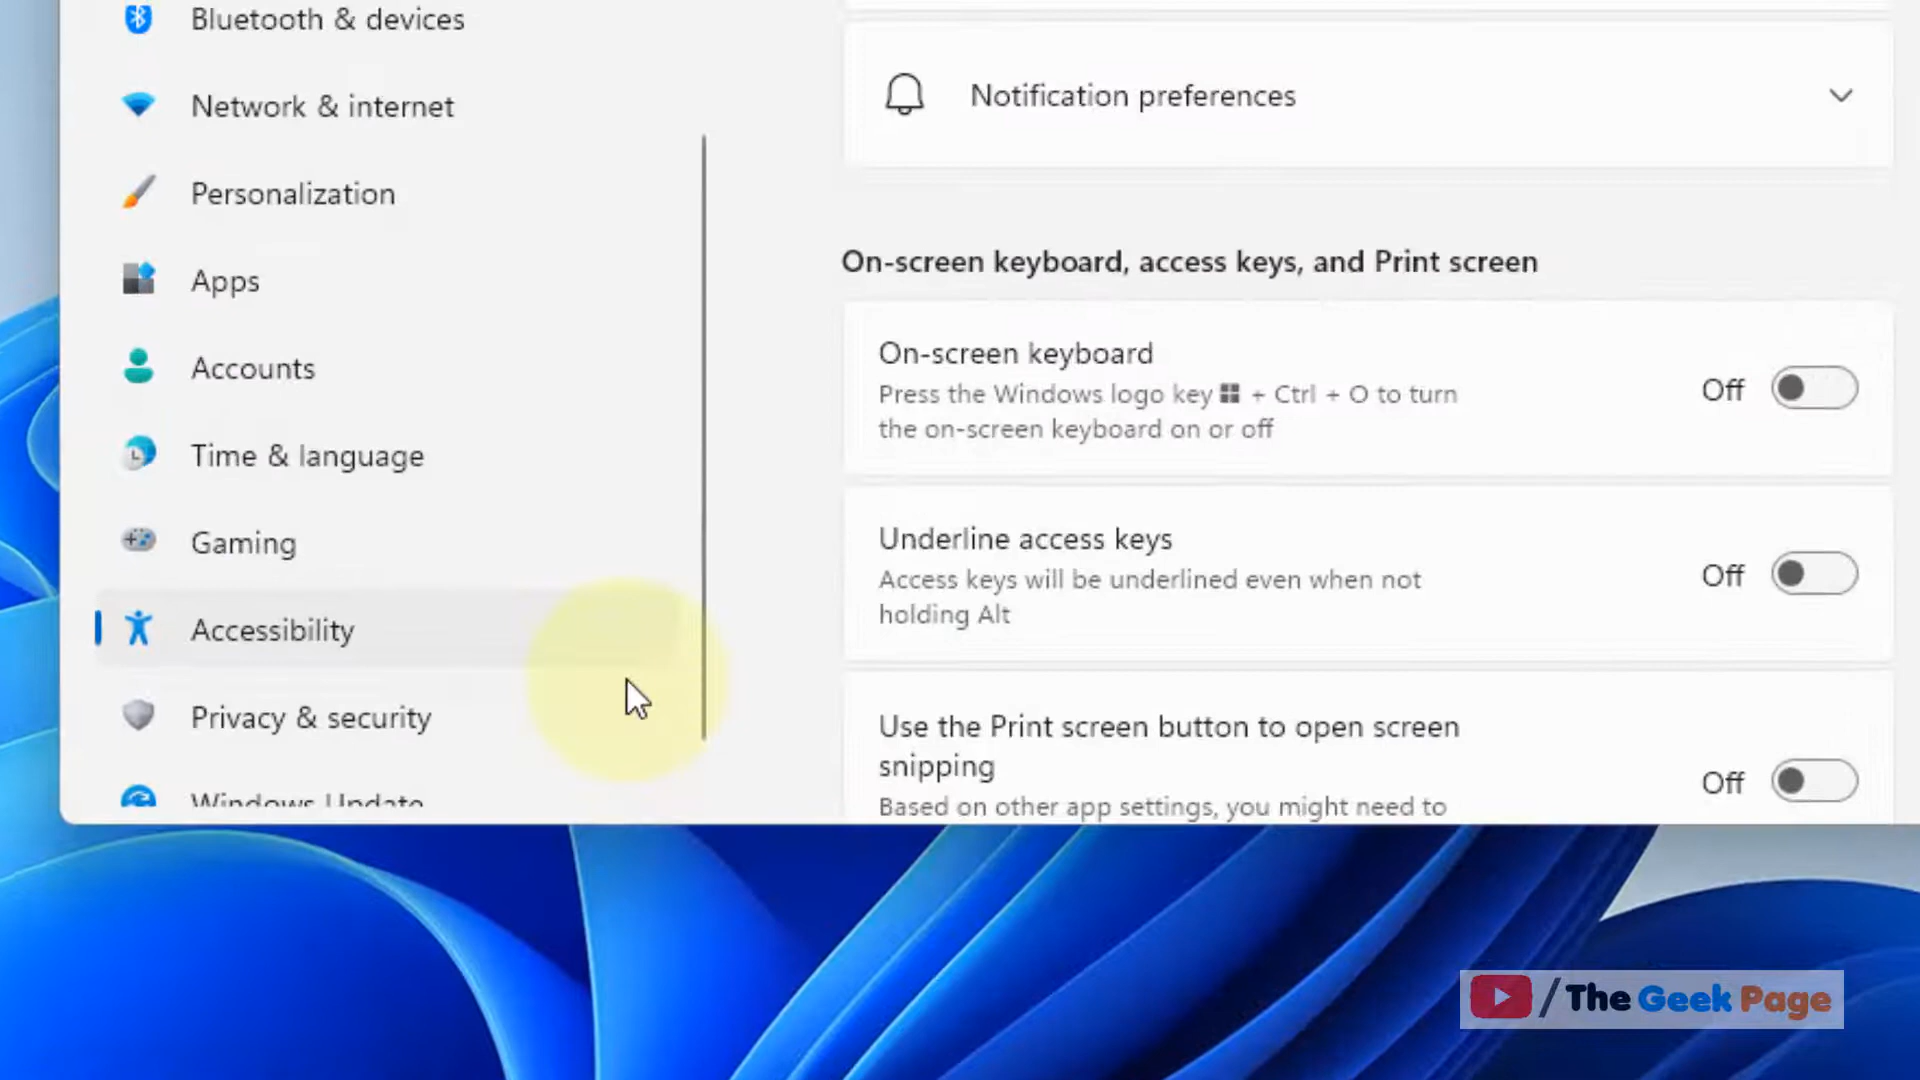 Bluetooth & devices
Network & internet
Personalization
Apps
Accounts
Time & language
Gaming
Accessibility
Privacy & security
Windows Update
Notification preferences
On-screen keyboard, access keys, and Print screen
On-screen keyboard
Press the Windows logo key + Ctrl + O to turn
the on-screen keyboard on or off
Off
Underline access keys
Access keys will be underlined even when not
holding Alt
Off
Use the Print screen button to open screen
snipping
Based on other app settings, you might need to
Off
/The Geek Page